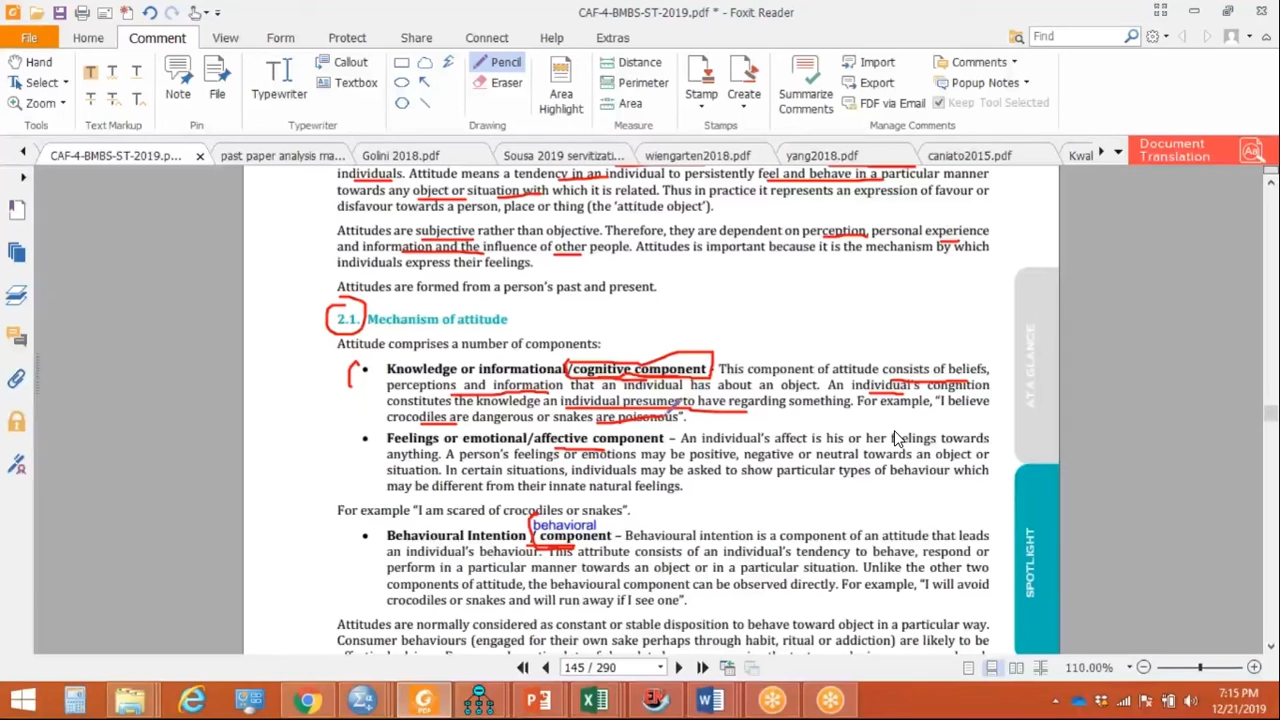 CAF-4-BMBS-ST-2019.pdf * - Foxit Reader
File Home Comment View Form Protect Share Connect Help Extras Find
Hand Select Zoom Tools
Text Markup
Note File Pin
Typewriter Callout Textbox Typewriter
Pencil Eraser Area Highlight Drawing
Distance Perimeter Area Measure
Stamp Create Stamps
Summarize Comments Import Export FDF via Email Comments Popup Notes Keep Tool Selected Manage Comments
CAF-4-BMBS-ST-2019.p... past paper analysis ma... Golini 2018.pdf Sousa 2019 servitizati... wiengarten2018.pdf yang2018.pdf caniato2015.pdf Kwal
Document Translation
individuals. Attitude means a tendency in an individual to persistently feel and behave in a particular manner
towards any object or situation with which it is related. Thus in practice it represents an expression of favour or
disfavour towards a person, place or thing (the ‘attitude object’).
Attitudes are subjective rather than objective. Therefore, they are dependent on perception, personal experience
and information and the influence of other people. Attitudes is important because it is the mechanism by which
individuals express their feelings.
Attitudes are formed from a person’s past and present.
2.1. Mechanism of attitude
Attitude comprises a number of components:
• Knowledge or informational/cognitive component - This component of attitude consists of beliefs,
perceptions and information that an individual has about an object. An individual’s congnition
constitutes the knowledge an individual presumes to have regarding something. For example, “I believe
crocodiles are dangerous or snakes are poisonous”.
• Feelings or emotional/affective component – An individual’s affect is his or her feelings towards
anything. A person’s feelings or emotions may be positive, negative or neutral towards an object or
situation. In certain situations, individuals may be asked to show particular types of behaviour which
may be different from their innate natural feelings.
For example “I am scared of crocodiles or snakes”.
behavioral
• Behavioural Intention / component – Behavioural intention is a component of an attitude that leads
an individual’s behaviour. This attribute consists of an individual’s tendency to behave, respond or
perform in a particular manner towards an object or in a particular situation. Unlike the other two
components of attitude, the behavioural component can be observed directly. For example, “I will avoid
crocodiles or snakes and will run away if I see one”.
Attitudes are normally considered as constant or stable disposition to behave toward object in a particular way.
Consumer behaviours (engaged for their own sake perhaps through habit, ritual or addiction) are likely to be
AT A GLANCE
SPOTLIGHT
145 / 290
110.00%
7:15 PM
12/21/2019